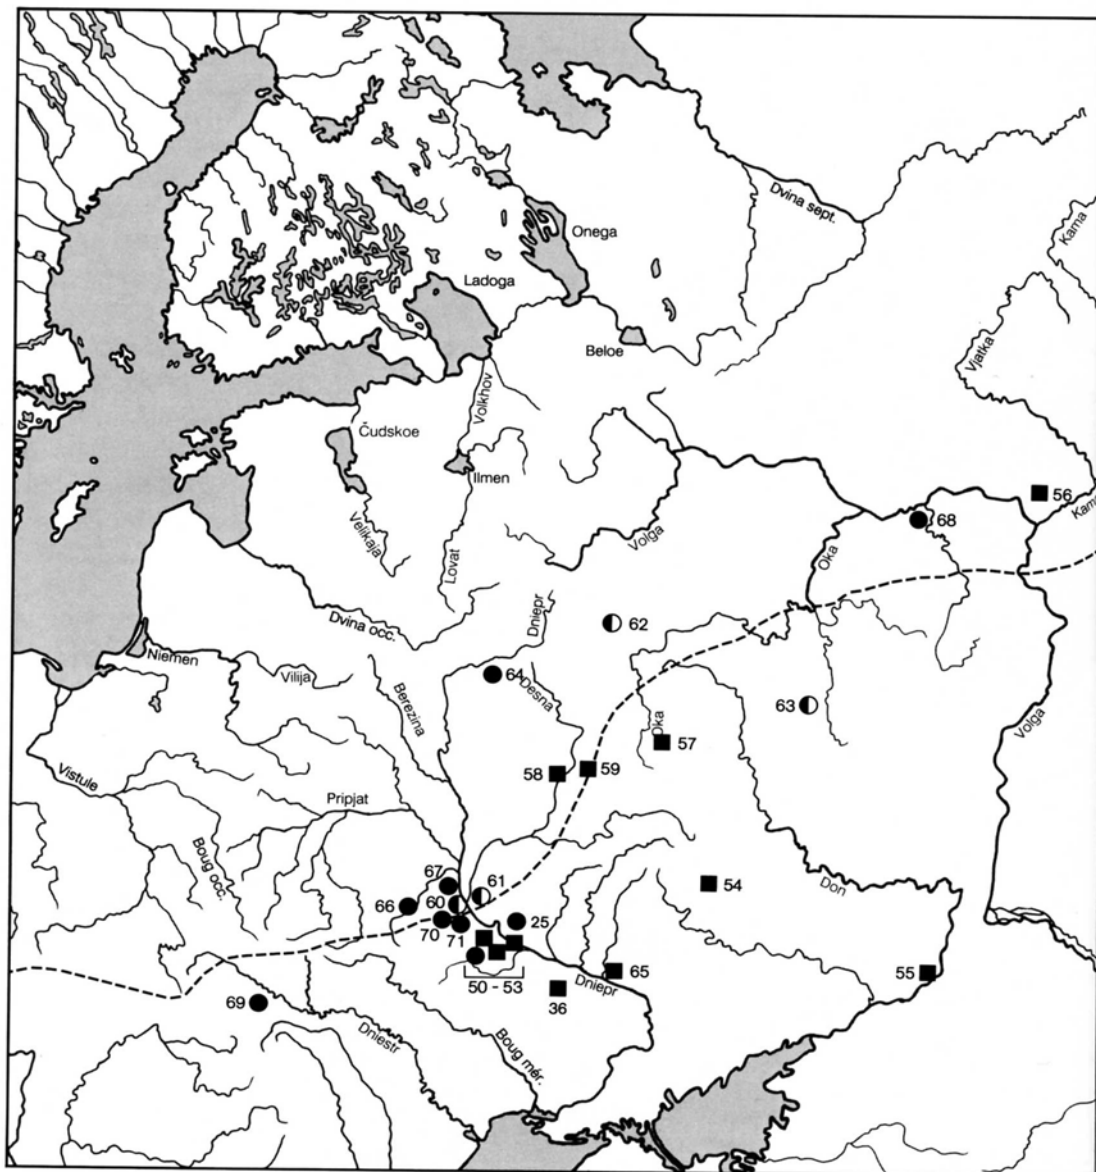 Dvina sept.
Kama
Onega
Ladoga
Beloe
Vjatka
Volkhov
Čudskoe
Ilmen
56
Kama
68
Velikaja
Lovat
Volga
Oka
Dvina occ.
Dniepr
62
Niemen
Vilija
64
Desna
Berezina
63
Oka
57
Volga
Vistule
58
59
Pripjat
Boug occ.
67
61
54
Don
60
66
25
70
71
50 - 53
Dniepr
65
55
36
69
Dniestr
Boug mér.